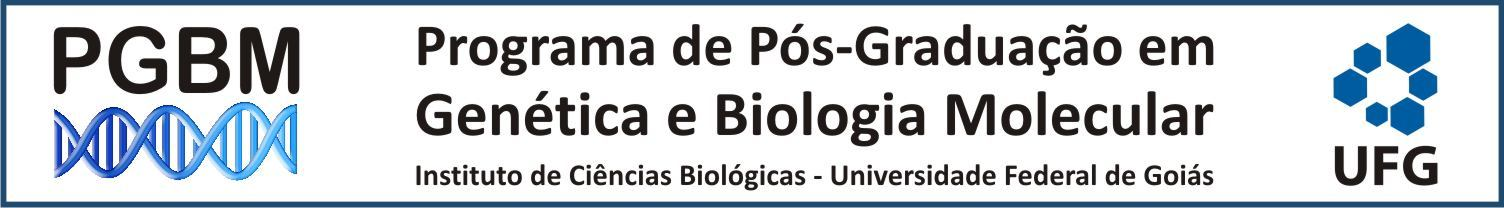 PGBM
Programa de Pós-Graduação em
Genética e Biologia Molecular
Instituto de Ciências Biológicas - Universidade Federal de Goiás
UFG